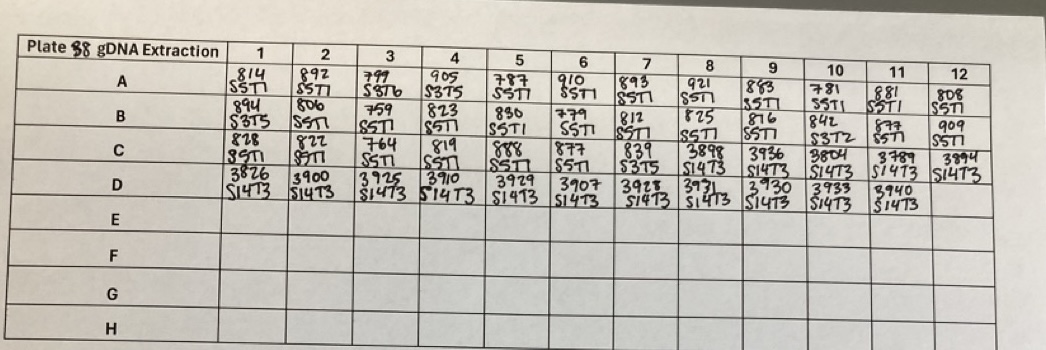 Plate 38 gDNA Extraction 1 2 3 4 5 6 7 8 9 10 11 12
A 814 892 799 905 787 910 893 921 883 781 881 808
S5T1 S5T1 S3T6 S3T5 S5T1 S5T1 S5T1 S5T1 S5T1 S5T1 S5T1 S5T1
B 894 806 759 823 830 779 812 825 816 842 877 909
S3T5 S5T1 S5T1 S5T1 S5T1 S5T1 S5T1 S5T1 S5T1 S3T2 S5T1 S5T1
C 828 822 764 819 888 877 839 3898 3936 3804 3789 3894
S5T1 S5T1 S5T1 S5T1 S5T1 S5T1 S3T5 S14T3 S14T3 S14T3 S14T3 S14T3
D 3826 3900 3925 3910 3929 3907 3928 3931 3930 3933 3940
S14T3 S14T3 S14T3 S14T3 S14T3 S14T3 S14T3 S14T3 S14T3 S14T3 S14T3
E
F
G
H